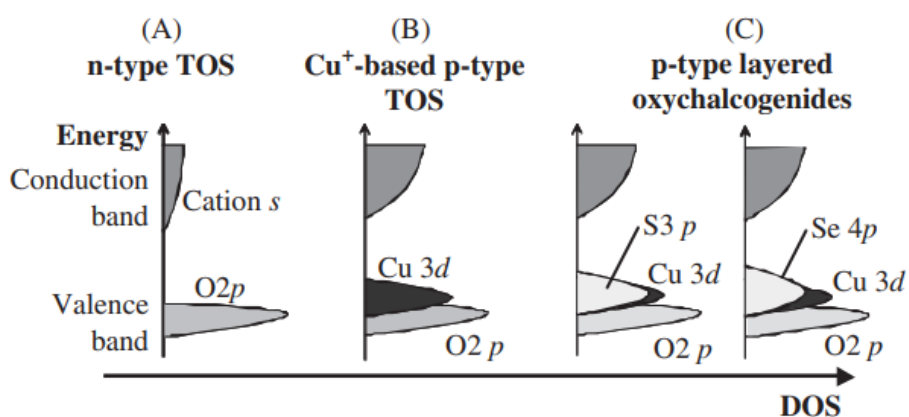 (A)
n-type TOS
(B)
Cu⁺-based p-type
TOS
(C)
p-type layered
oxychalcogenides
Energy
Conduction
band
Cation s
O2p
Valence
band
Cu 3d
O2 p
S3 p
Cu 3d
O2 p
Se 4p
Cu 3d
O2 p
DOS